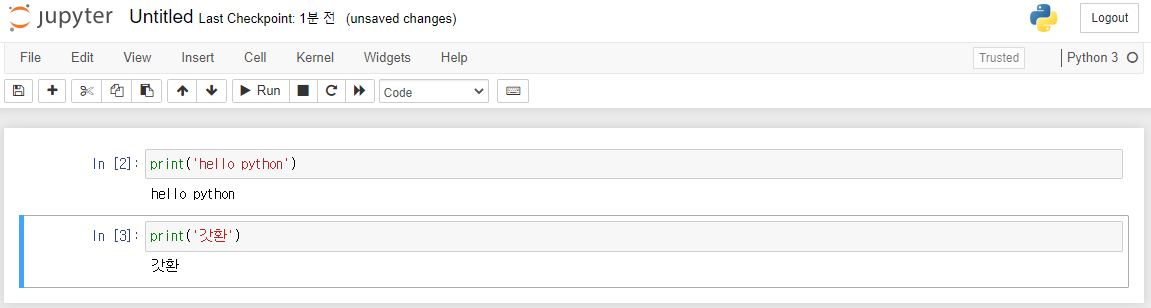 jupyter Untitled Last Checkpoint: 1분 전 (unsaved changes) Logout
File Edit View Insert Cell Kernel Widgets Help Trusted Python 3
Run Code
In [2]: print('hello python')
hello python
In [3]: print('갓환')
갓환